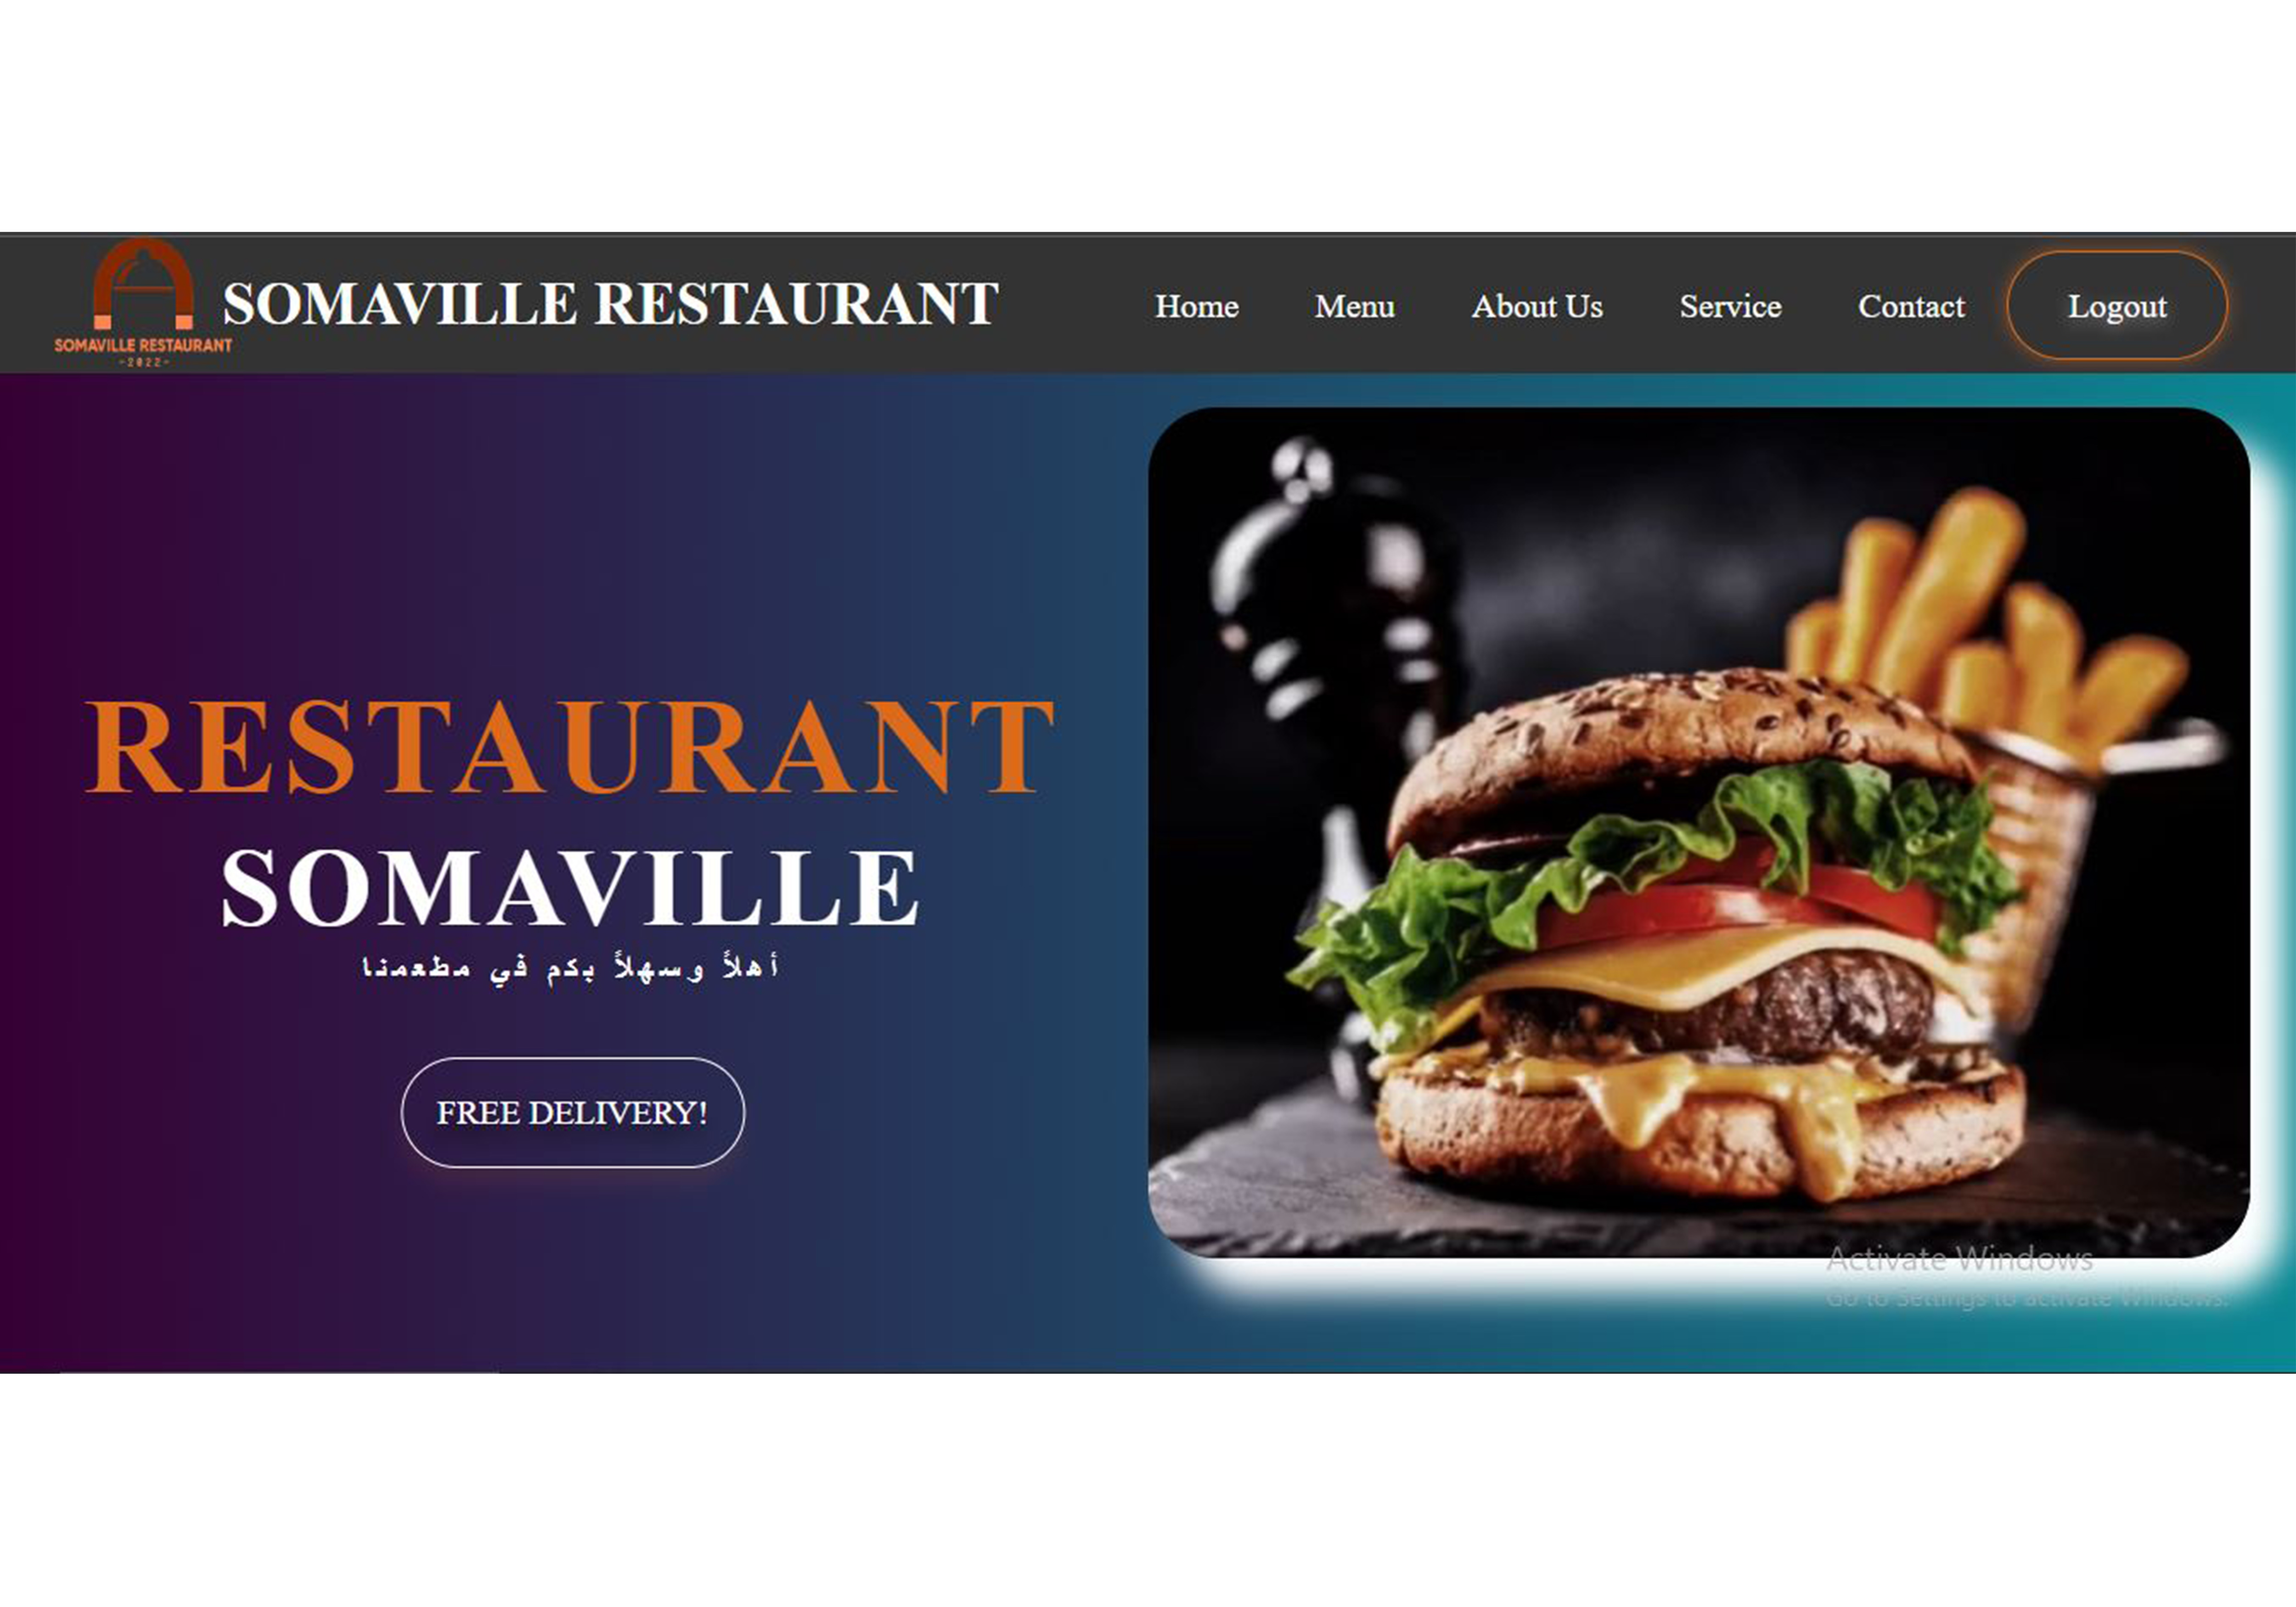 SOMAVILLE RESTAURANT
-2022-
SOMAVILLE RESTAURANT
Home Menu About Us Service Contact Logout
RESTAURANT
SOMAVILLE
أهلاً وسهلاً بكم في مطعمنا
FREE DELIVERY!
Activate Windows
Go to Settings to activate Windows.